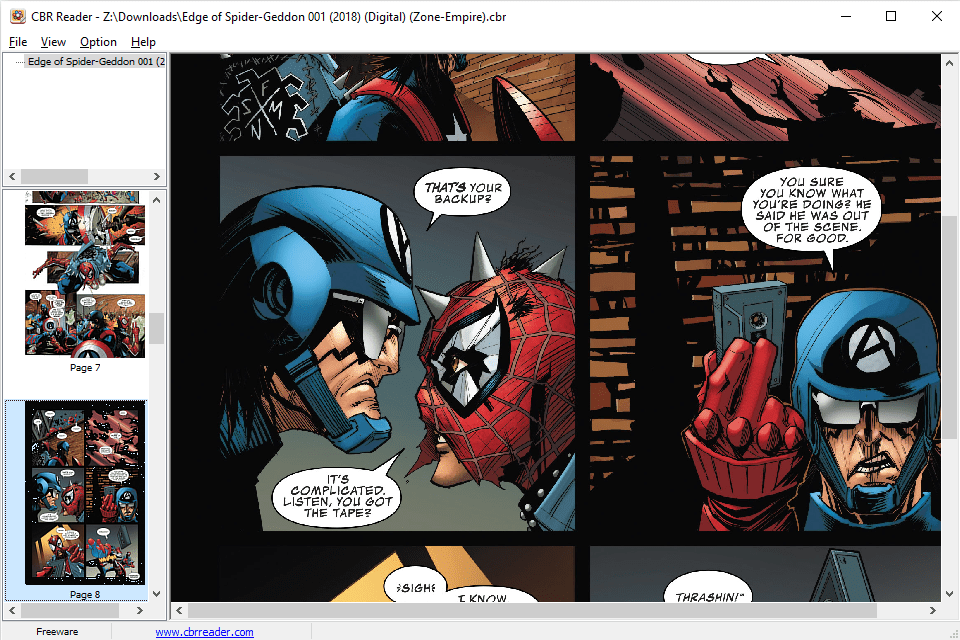 CBR Reader - Z:\Downloads\Edge of Spider-Geddon 001 (2018) (Digital) (Zone-Empire).cbr
File View Option Help
Edge of Spider-Geddon 001 (2
Page 7
Page 8
F
S M
N
THAT'S YOUR
BACKUP?
YOU SURE
YOU KNOW WHAT
YOU'RE DOING? HE
SAID HE WAS OUT
OF THE SCENE.
FOR GOOD.
A
IT'S
COMPLICATED.
LISTEN, YOU GOT
THE TAPE?
:SIGH:
I KNOW
THRASHIN!"
Freeware
www.cbrreader.com